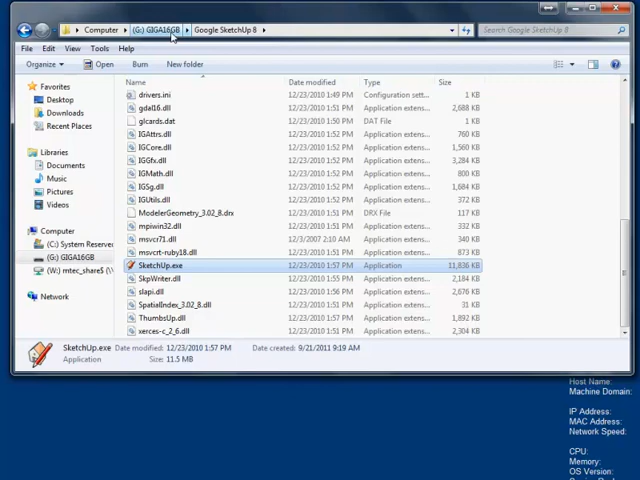 Computer (G:) GIGA16GB Google SketchUp 8 Search Google SketchUp 8
File Edit View Tools Help
Organize Open Burn New folder
Name Date modified Type Size
Favorites drivers.ini 12/23/2010 1:49 PM Configuration sett... 1 KB
Desktop gdal16.dll 12/23/2010 1:51 PM Application extens... 2,688 KB
Downloads glcards.dat 12/23/2010 1:51 PM DAT File 1 KB
Recent Places IGAttrs.dll 12/23/2010 1:51 PM Application extens... 760 KB
IGCore.dll 12/23/2010 1:51 PM Application extens... 1,352 KB
Libraries IGGfx.dll 12/23/2010 1:51 PM Application extens... 3,284 KB
Documents IGMath.dll 12/23/2010 1:51 PM Application extens... 352 KB
Music IGSg.dll 12/23/2010 1:51 PM Application extens... 1,684 KB
Pictures IGUtils.dll 12/23/2010 1:51 PM Application extens... 372 KB
Videos ModelerGeometry_3.02_8.drx 12/23/2010 1:51 PM DRX File 117 KB
mpiwin32.dll 12/23/2010 1:51 PM Application extens... 340 KB
Computer msvcr71.dll 12/3/2007 2:10 AM Application extens... 340 KB
(C:) System Reserve msvcrt-ruby18.dll 12/23/2010 1:51 PM Application extens... 873 KB
(G:) GIGA16GB SketchUp.exe 12/23/2010 1:57 PM Application 11,836 KB
(W:) mtec_share$ (\\ SkpWriter.dll 12/23/2010 1:55 PM Application extens... 2,184 KB
slapi.dll 12/23/2010 1:56 PM Application extens... 2,676 KB
Network SpatialIndex_3.02_8.dll 12/23/2010 1:51 PM Application extens... 31 KB
ThumbsUp.dll 12/23/2010 1:52 PM Application extens... 1,992 KB
xerces-c_2_6.dll 12/23/2010 1:51 PM Application extens... 2,304 KB
SketchUp.exe Date modified: 12/23/2010 1:57 PM Date created: 9/21/2011 9:19 AM
Application Size: 11.5 MB
Host Name:
Machine Domain:
IP Address:
MAC Address:
Network Speed:
CPU:
Memory:
OS Version: